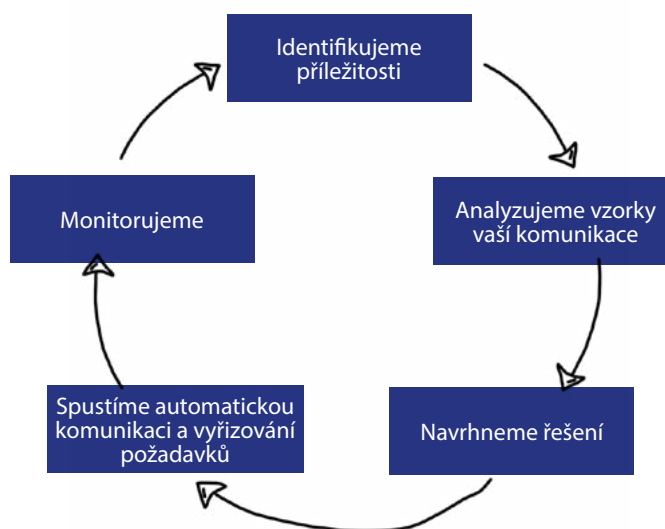 Identifikujeme
příležitosti
Analyzujeme vzorky
vaší komunikace
Navrhneme řešení
Spustíme automatickou
komunikaci a vyřizování
požadavků
Monitorujeme